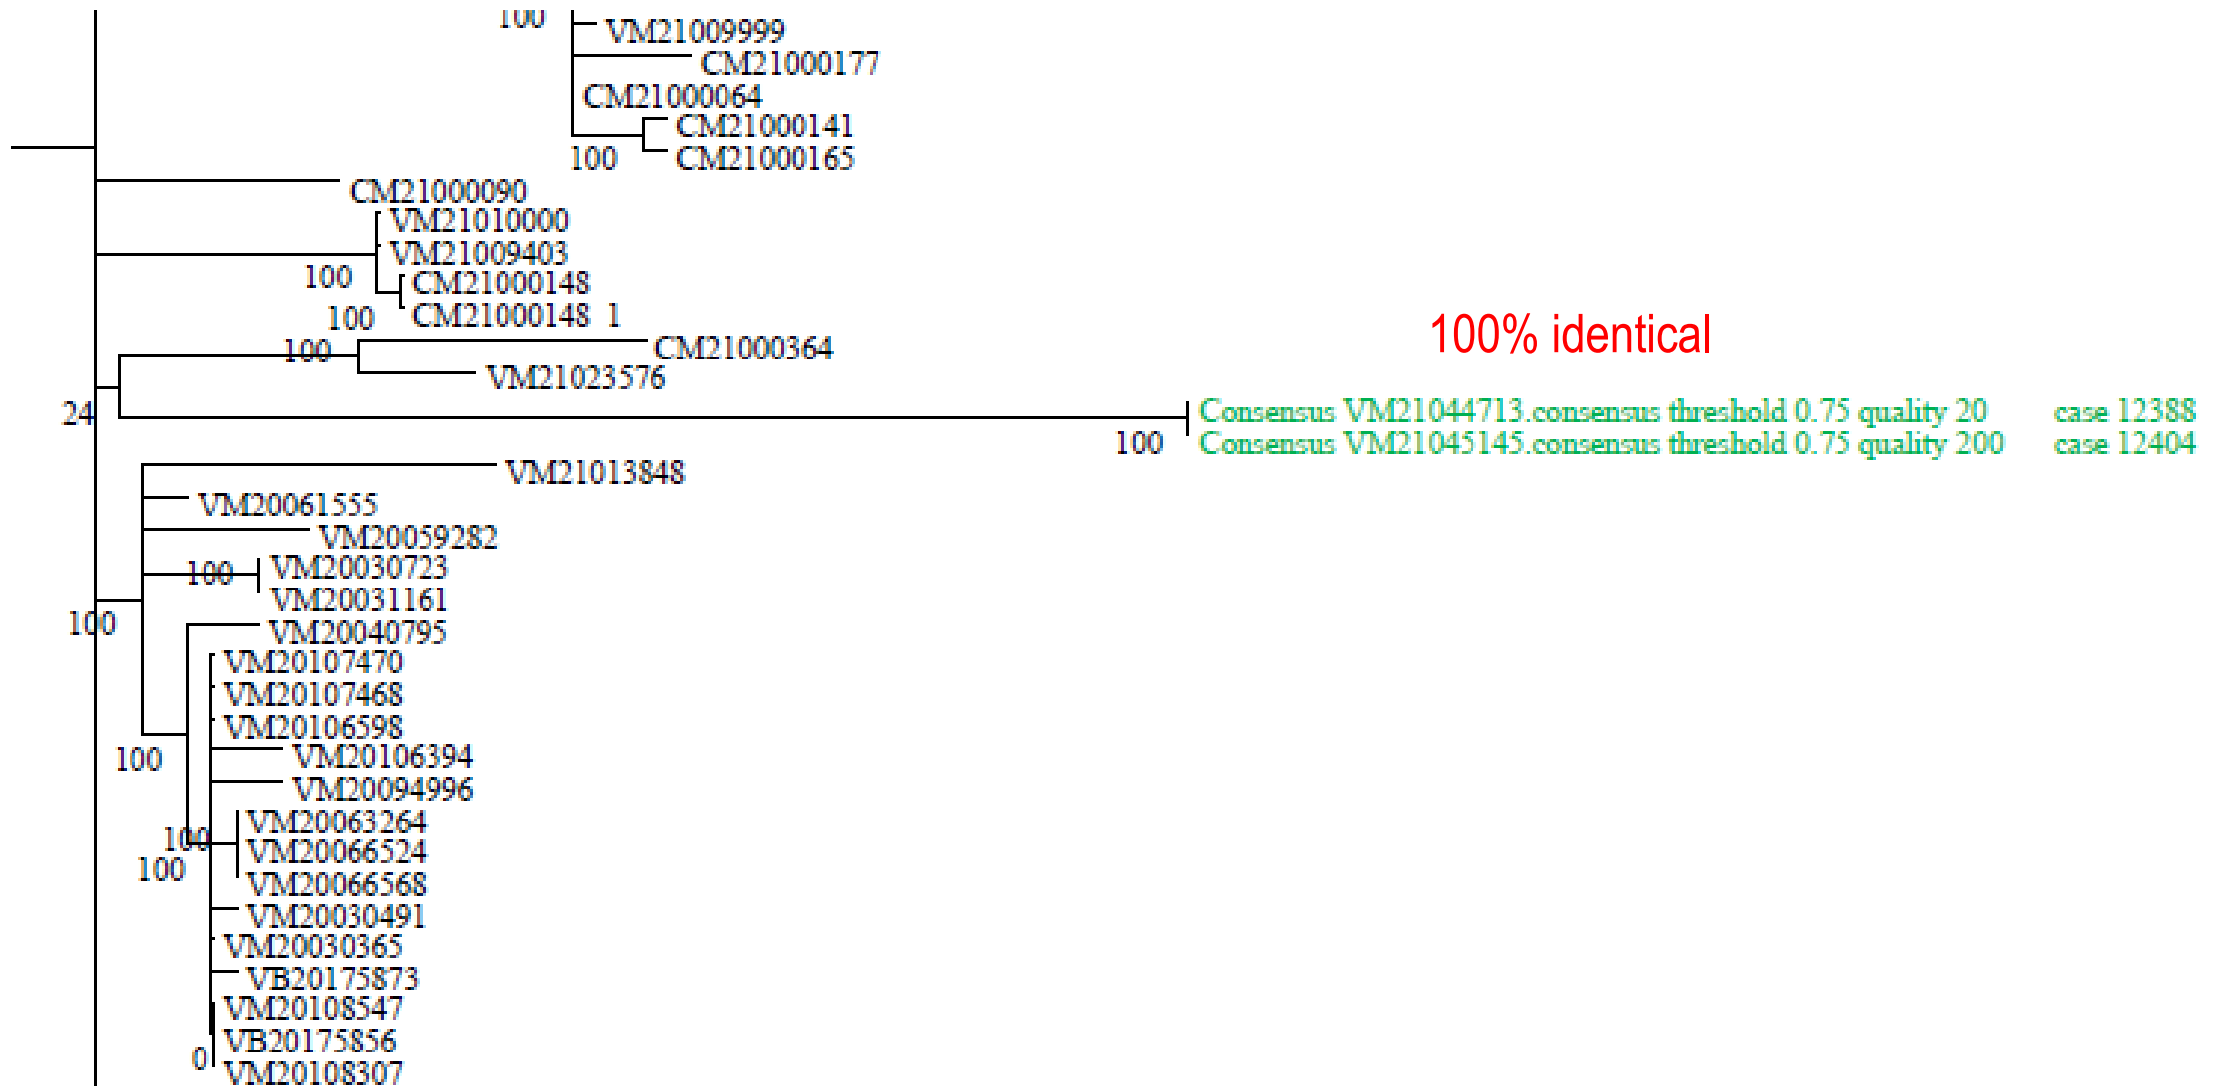 100
VM21009999
CM21000177
CM21000064
CM21000141
100 CM21000165
CM21000090
VM21010000
VM21009403
100
CM21000148
100 CM21000148 1
100% identical
100 CM21000364
VM21023576
24 Consensus VM21044713.consensus threshold 0.75 quality 20 case 12388
100 Consensus VM21045145.consensus threshold 0.75 quality 200 case 12404
VM21013848
VM20061555
VM20059282
100 VM20030723
VM20031161
100
VM20040795
VM20107470
VM20107468
VM20106598
100 VM20106394
VM20094996
VM20063264
100
VM20066524
100
VM20066568
VM20030491
VM20030365
VB20175873
VM20108547
VB20175856
0
VM20108307